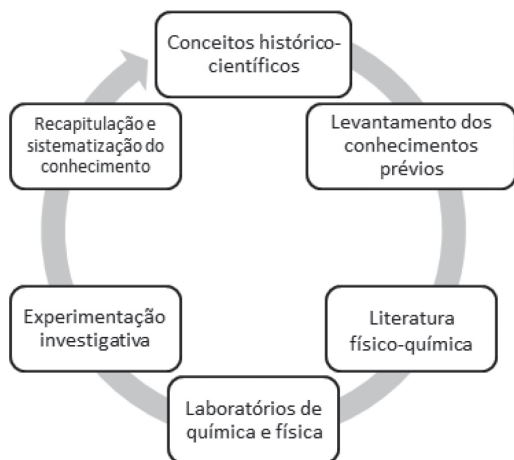 Conceitos histórico-
científicos
Levantamento dos
conhecimentos
prévios
Literatura
físico-química
Laboratórios de
química e física
Experimentação
investigativa
Recapitulação e
sistematização do
conhecimento